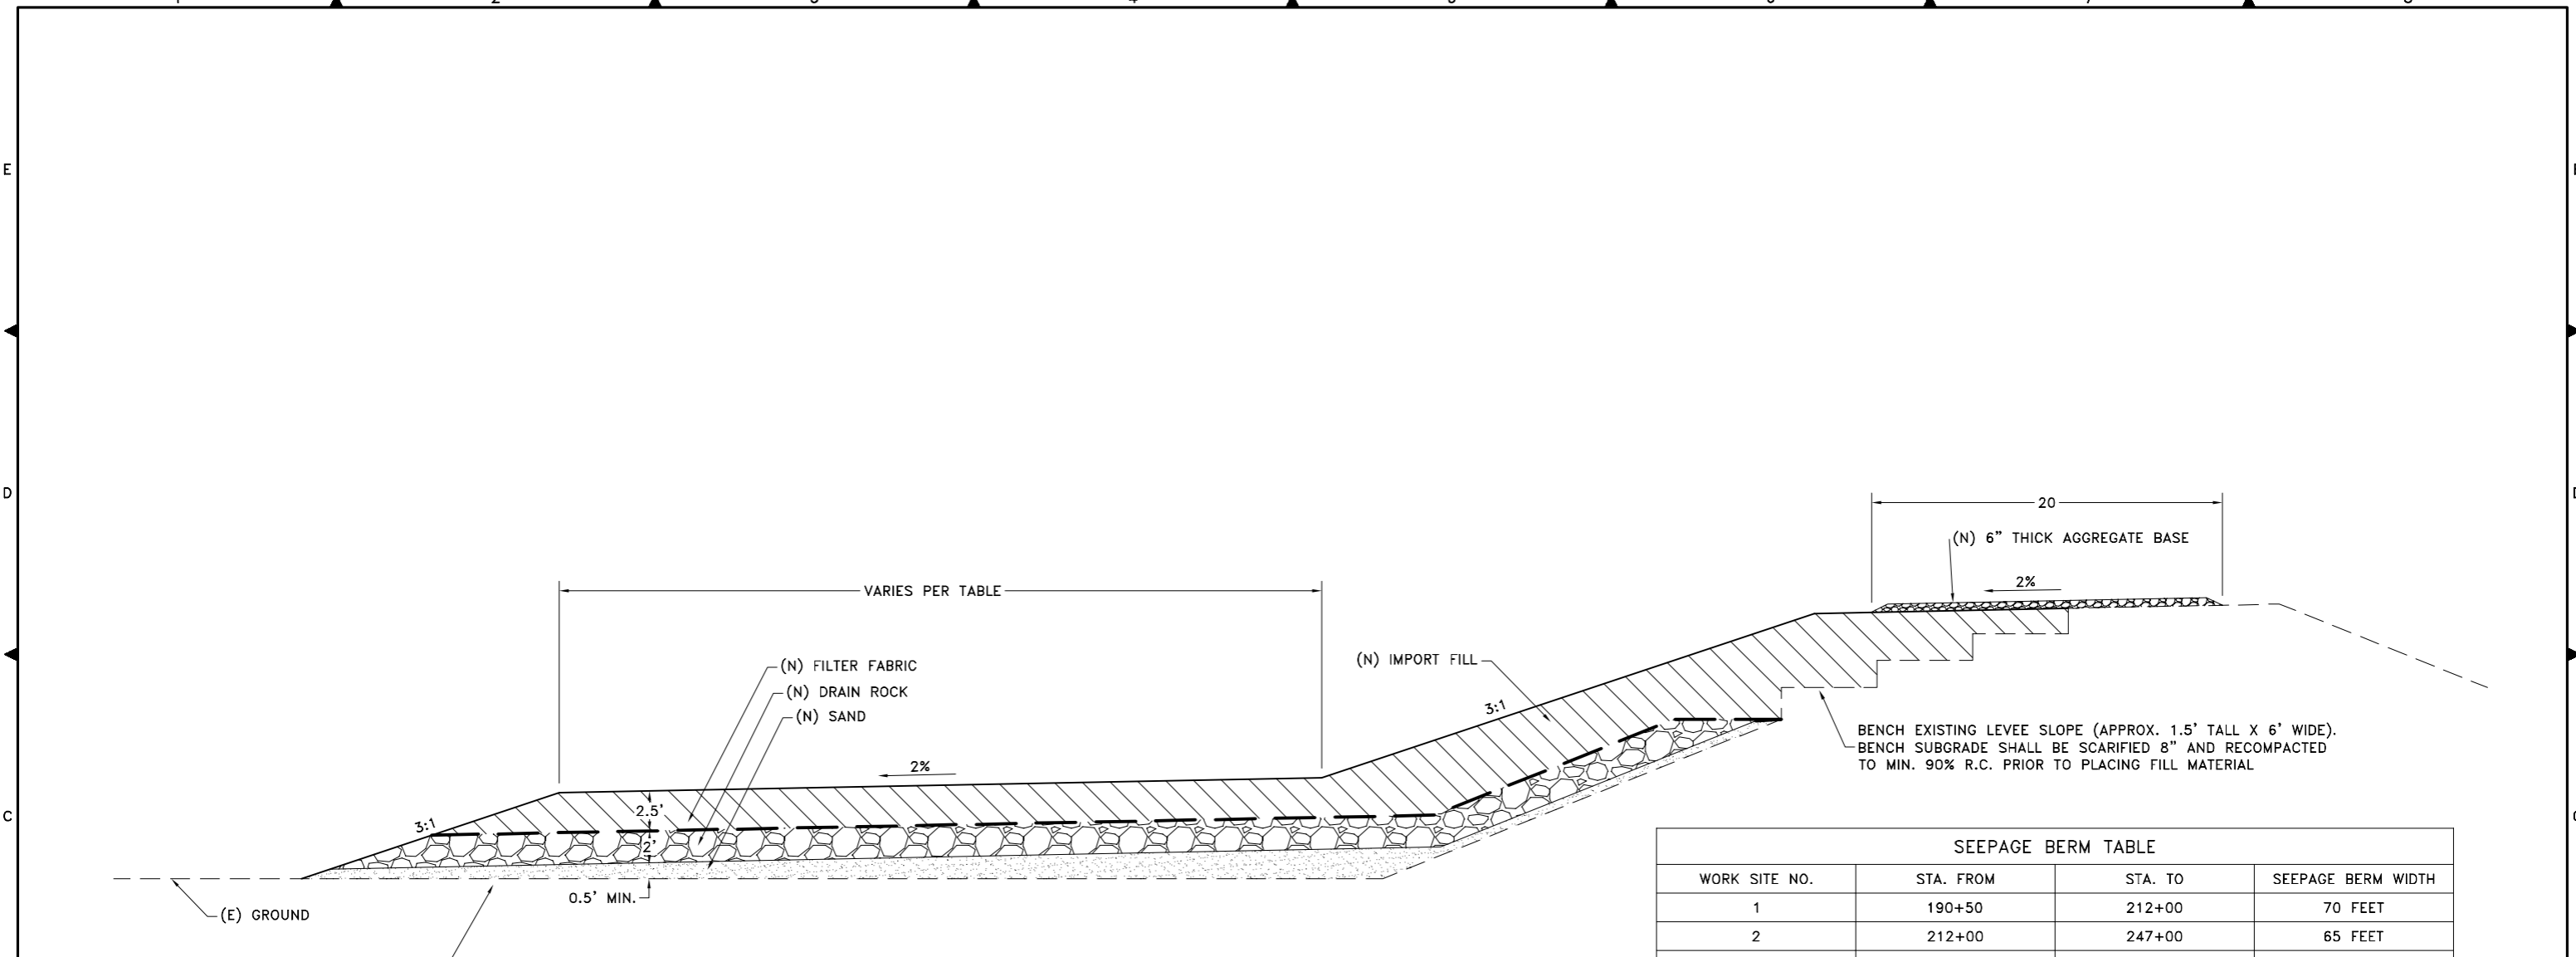 E
D
D
C
20
(N) 6" THICK AGGREGATE BASE
2%
VARIES PER TABLE
(N) FILTER FABRIC
(N) DRAIN ROCK
(N) SAND
(N) IMPORT FILL
3:1
2%
BENCH EXISTING LEVEE SLOPE (APPROX. 1.5' TALL X 6' WIDE).
BENCH SUBGRADE SHALL BE SCARIFIED 8" AND RECOMPACTED
TO MIN. 90% R.C. PRIOR TO PLACING FILL MATERIAL
3:1
2.5'
2'
0.5' MIN.
(E) GROUND
SEEPAGE BERM TABLE
WORK SITE NO. STA. FROM STA. TO SEEPAGE BERM WIDTH
1 190+50 212+00 70 FEET
2 212+00 247+00 65 FEET